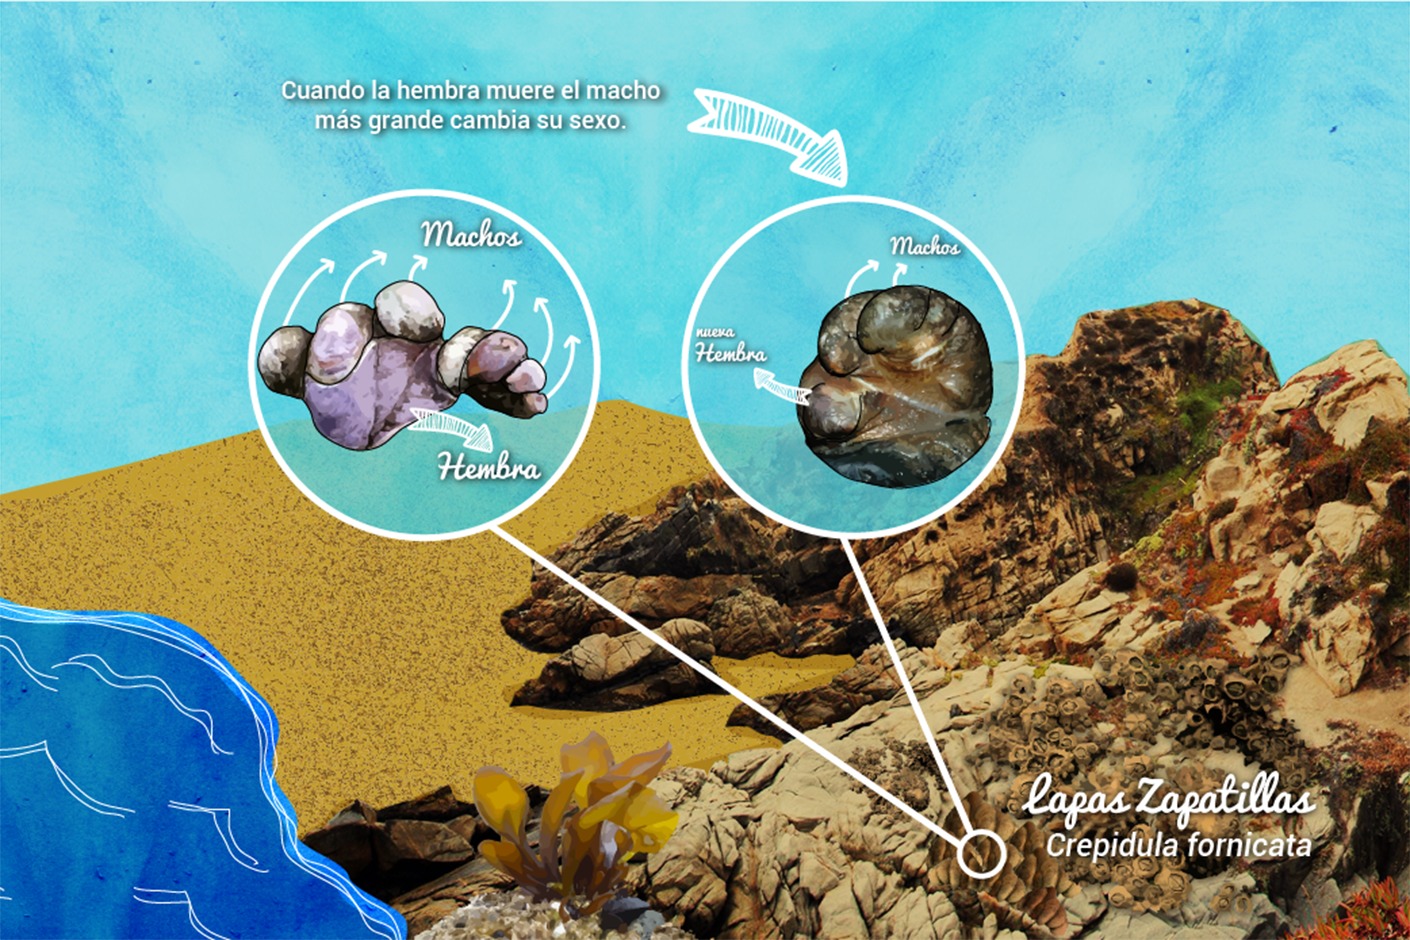 Cuando la hembra muere el macho
más grande cambia su sexo.
Machos
Hembra
Machos
nueva
Hembra
Lapas Zapatillas
Crepidula fornicata